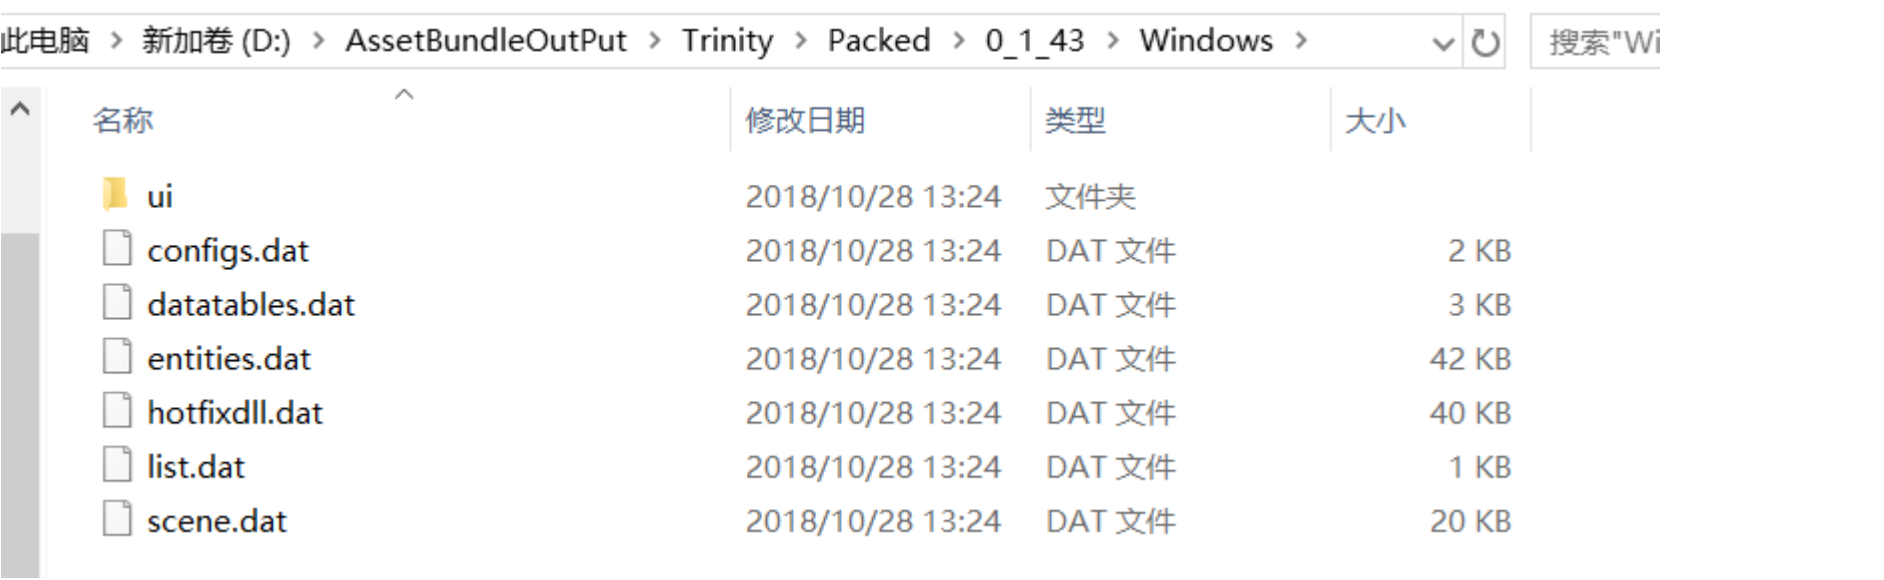 此电脑 > 新加卷 (D:) > AssetBundleOutPut > Trinity > Packed > 0_1_43 > Windows > 搜索"Wi
名称 修改日期 类型 大小
ui 2018/10/28 13:24 文件夹
configs.dat 2018/10/28 13:24 DAT 文件 2 KB
datatables.dat 2018/10/28 13:24 DAT 文件 3 KB
entities.dat 2018/10/28 13:24 DAT 文件 42 KB
hotfixdll.dat 2018/10/28 13:24 DAT 文件 40 KB
list.dat 2018/10/28 13:24 DAT 文件 1 KB
scene.dat 2018/10/28 13:24 DAT 文件 20 KB